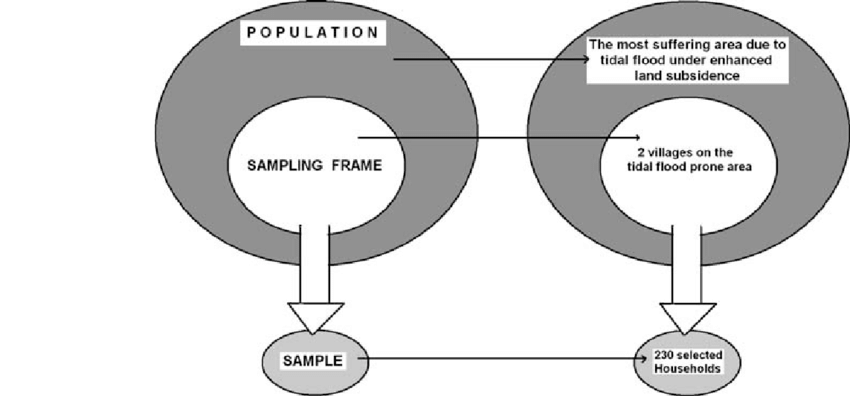 POPULATION
The most suffering area due to
tidal flood under enhanced
land subsidence
SAMPLING FRAME
2 villages on the
tidal flood prone area
SAMPLE
230 selected
Households